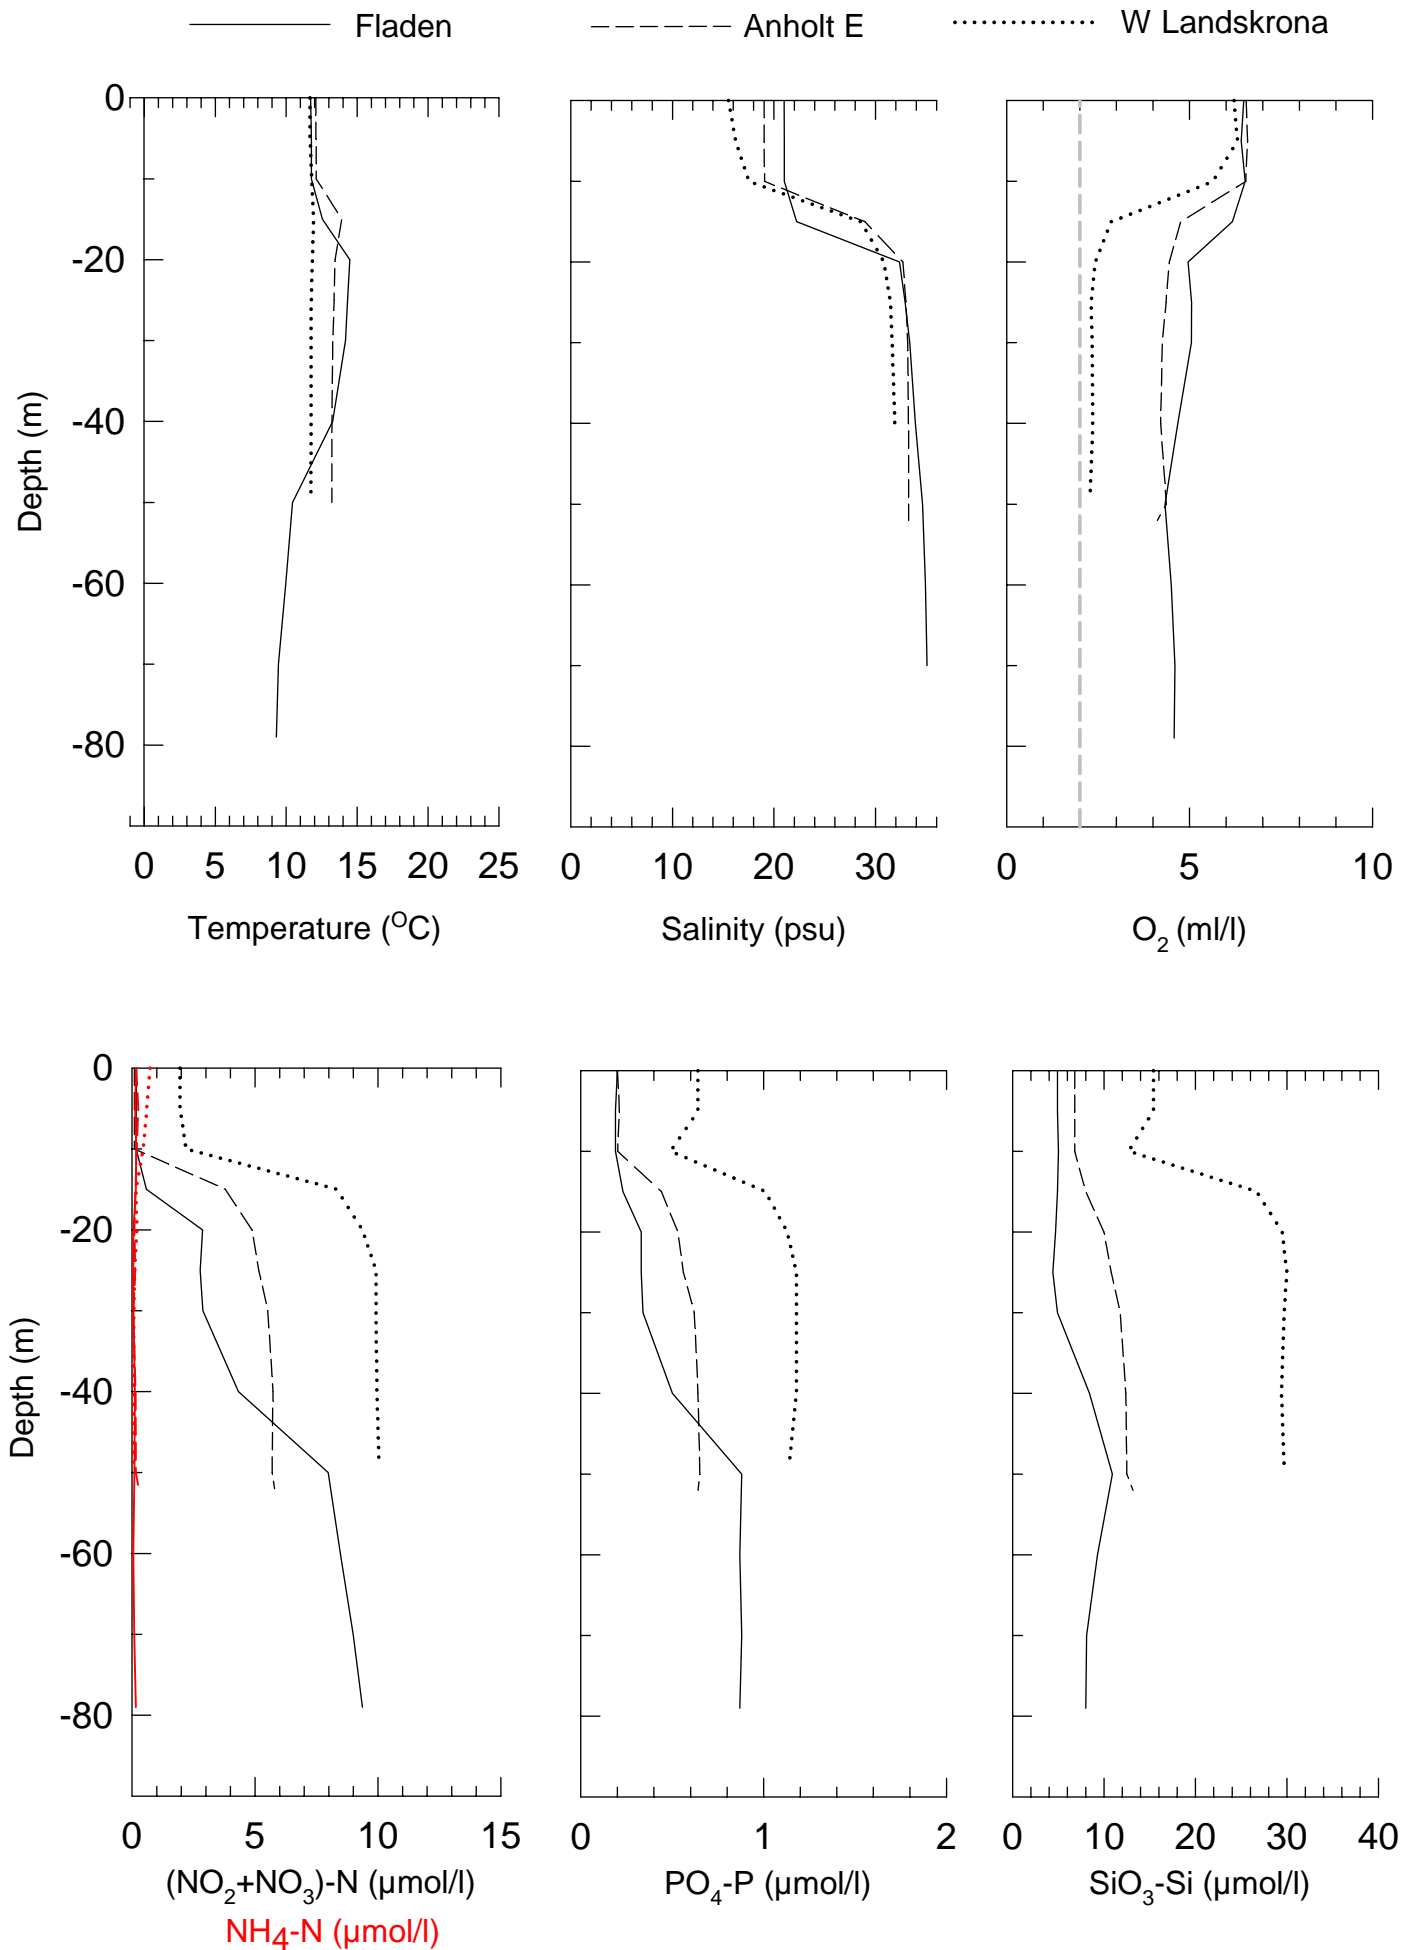 Fladen Anholt E W Landskrona
0
-20
-40
-60
-80
Depth (m)
0 5 10 15 20 25
Temperature (°C)
0 10 20 30
Salinity (psu)
0 5 10
O2 (ml/l)
0
-20
-40
-60
-80
Depth (m)
0 5 10 15
(NO2+NO3)-N (µmol/l)
NH4-N (µmol/l)
0 1 2
PO4-P (µmol/l)
0 10 20 30 40
SiO3-Si (µmol/l)